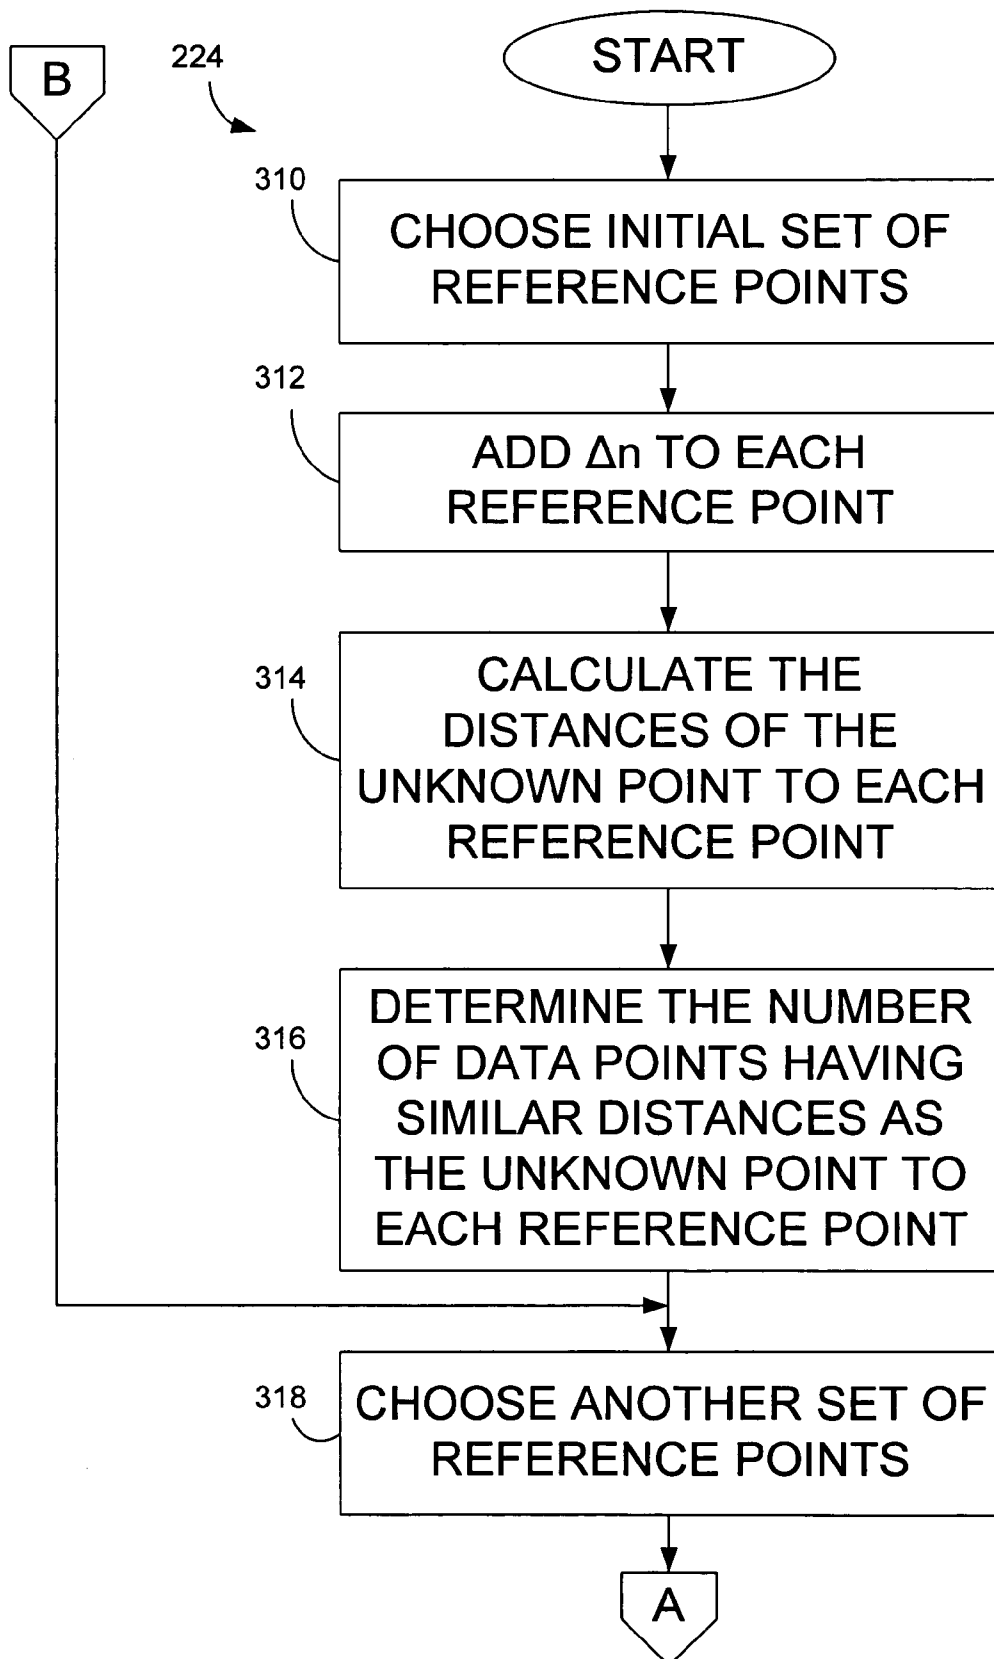 B
224
START
310
CHOOSE INITIAL SET OF
REFERENCE POINTS
312
ADD Δn TO EACH
REFERENCE POINT
314
CALCULATE THE
DISTANCES OF THE
UNKNOWN POINT TO EACH
REFERENCE POINT
316
DETERMINE THE NUMBER
OF DATA POINTS HAVING
SIMILAR DISTANCES AS
THE UNKNOWN POINT TO
EACH REFERENCE POINT
318
CHOOSE ANOTHER SET OF
REFERENCE POINTS
A